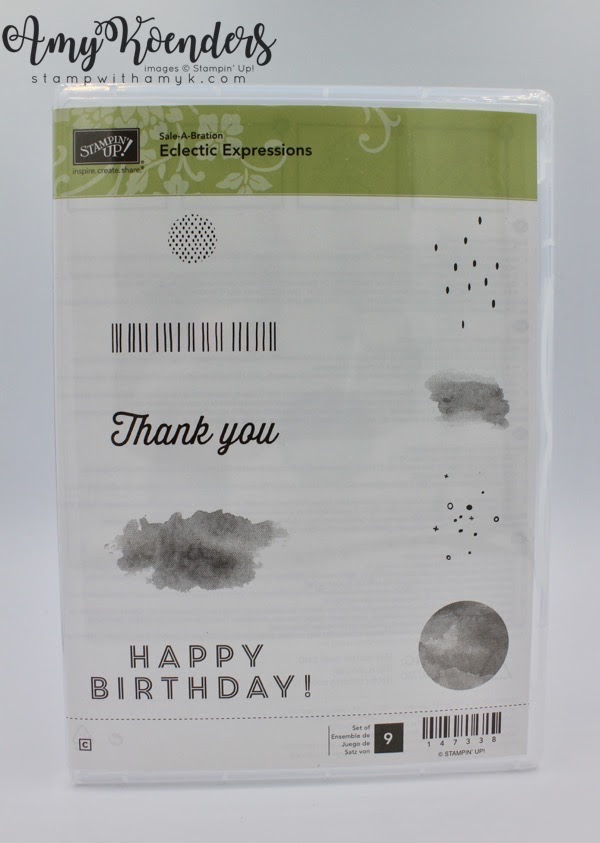 Amy Koenders
images © Stampin' Up!
stampwithamyk.com
STAMPIN' UP!
inspire. create. share.
Sale-A-Bration
Eclectic Expressions
Thank you
HAPPY
BIRTHDAY!
C
Set of
Ensemble de
Juego de
Satz von
9
147338
© STAMPIN' UP!